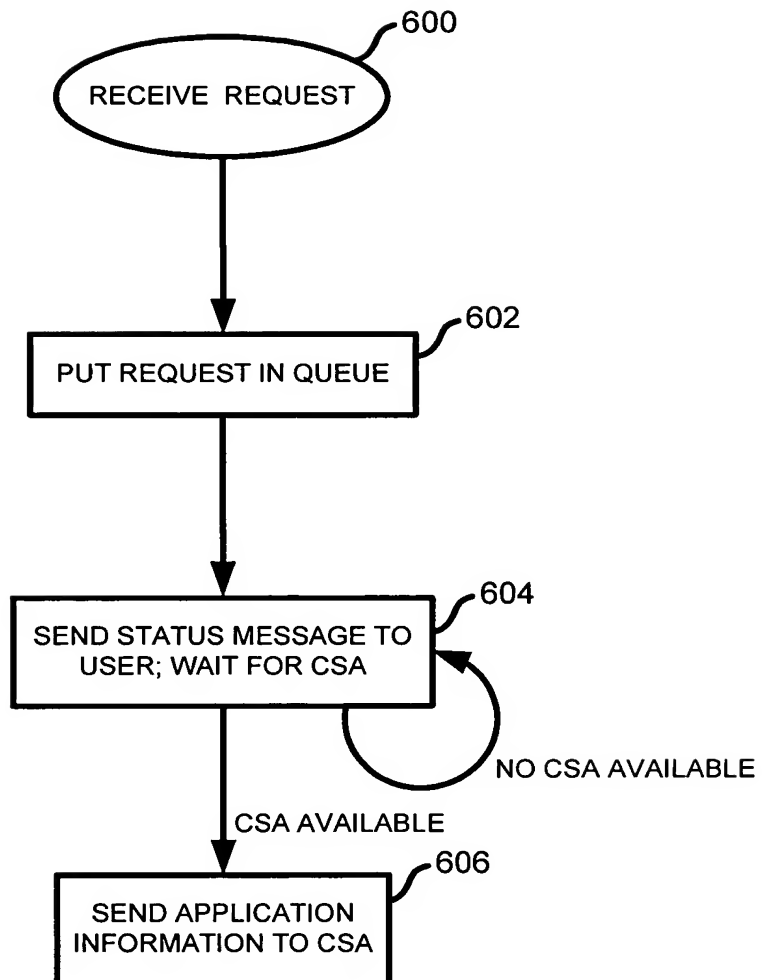 600
RECEIVE REQUEST
602
PUT REQUEST IN QUEUE
604
SEND STATUS MESSAGE TO
USER; WAIT FOR CSA
NO CSA AVAILABLE
CSA AVAILABLE
606
SEND APPLICATION
INFORMATION TO CSA